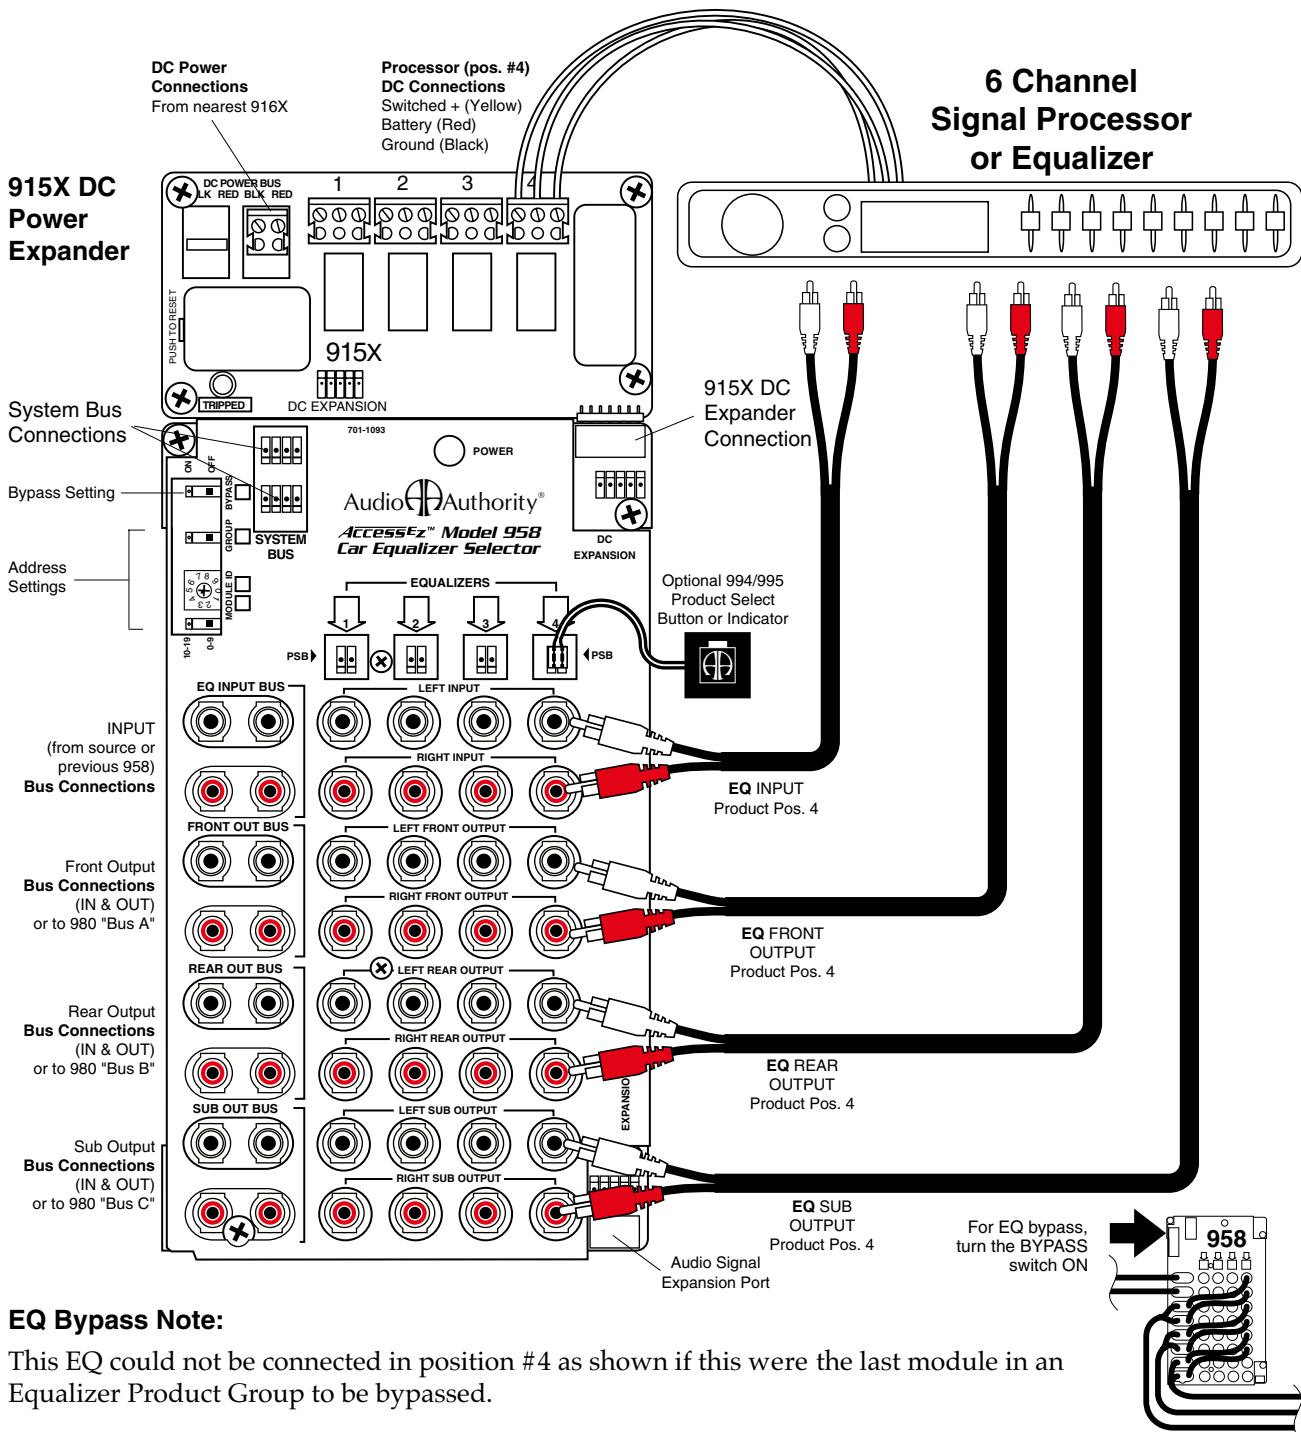 DC Power
Connections
From nearest 916X
Processor (pos. #4)
DC Connections
Switched + (Yellow)
Battery (Red)
Ground (Black)
6 Channel
Signal Processor
or Equalizer
915X DC
Power
Expander
DC POWER BUS
LK RED BLK RED
1 2 3 4
PUSH TO RESET
915X
TRIPPED
DC EXPANSION
System Bus
Connections
915X DC
Expander
Connection
701-1093
POWER
ON OFF
BYPASS
Bypass Setting
Audio Authority®
AccessEz™ Model 958
Car Equalizer Selector
SYSTEM
BUS
DC
EXPANSION
GROUP
Address
Settings
MODULE ID
10-19 0-9
EQUALIZERS
1 2 3 4
PSB
PSB
Optional 994/995
Product Select
Button or Indicator
EQ INPUT BUS
LEFT INPUT
INPUT
(from source or
previous 958)
Bus Connections
RIGHT INPUT
EQ INPUT
Product Pos. 4
FRONT OUT BUS
LEFT FRONT OUTPUT
Front Output
Bus Connections
(IN & OUT)
or to 980 "Bus A"
RIGHT FRONT OUTPUT
EQ FRONT
OUTPUT
Product Pos. 4
REAR OUT BUS
LEFT REAR OUTPUT
Rear Output
Bus Connections
(IN & OUT)
or to 980 "Bus B"
RIGHT REAR OUTPUT
EQ REAR
OUTPUT
Product Pos. 4
SUB OUT BUS
LEFT SUB OUTPUT
Sub Output
Bus Connections
(IN & OUT)
or to 980 "Bus C"
RIGHT SUB OUTPUT
EQ SUB
OUTPUT
Product Pos. 4
Audio Signal
Expansion Port
For EQ bypass,
turn the BYPASS
switch ON
958
EQ Bypass Note:
This EQ could not be connected in position #4 as shown if this were the last module in an
Equalizer Product Group to be bypassed.